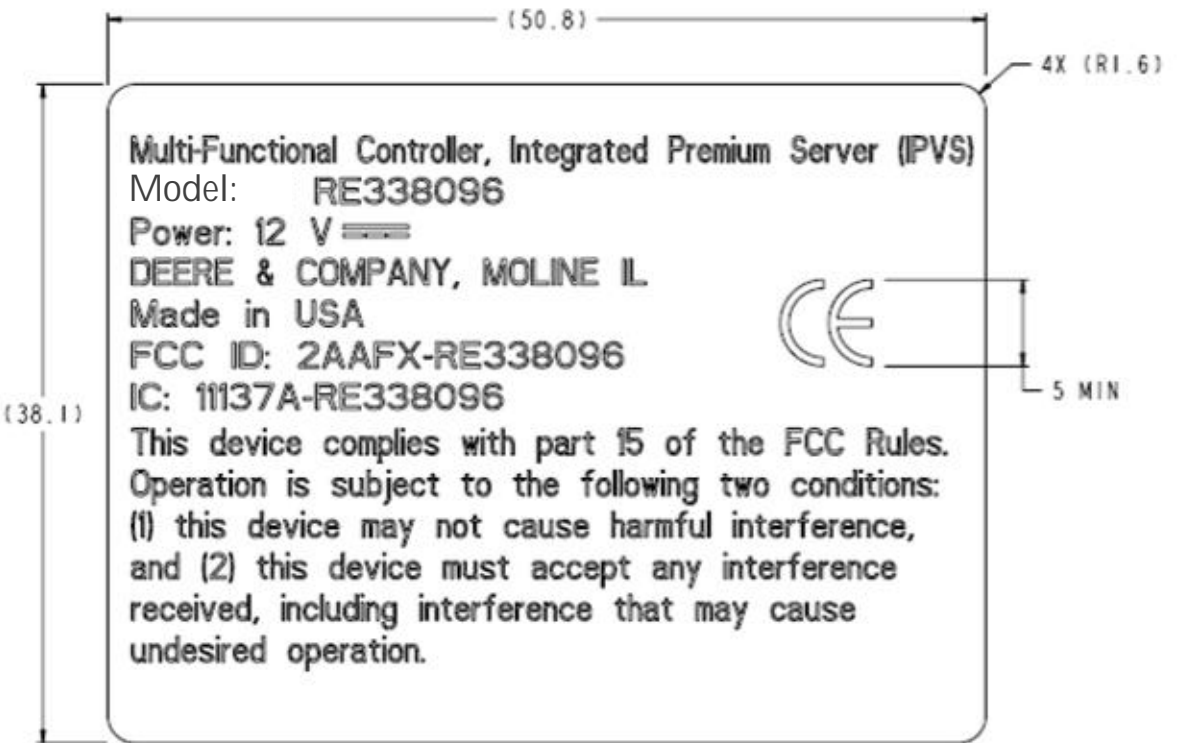 (50.8)
4X (R1.6)
Multi-Functional Controller, Integrated Premium Server (IPVS)
Model: RE338096
Power: 12 V
DEERE & COMPANY, MOLINE IL
Made in USA
CE
FCC ID: 2AAFX-RE338096
IC: 11137A-RE338096
5 MIN
(38.1)
This device complies with part 15 of the FCC Rules.
Operation is subject to the following two conditions:
(1) this device may not cause harmful interference,
and (2) this device must accept any interference
received, including interference that may cause
undesired operation.